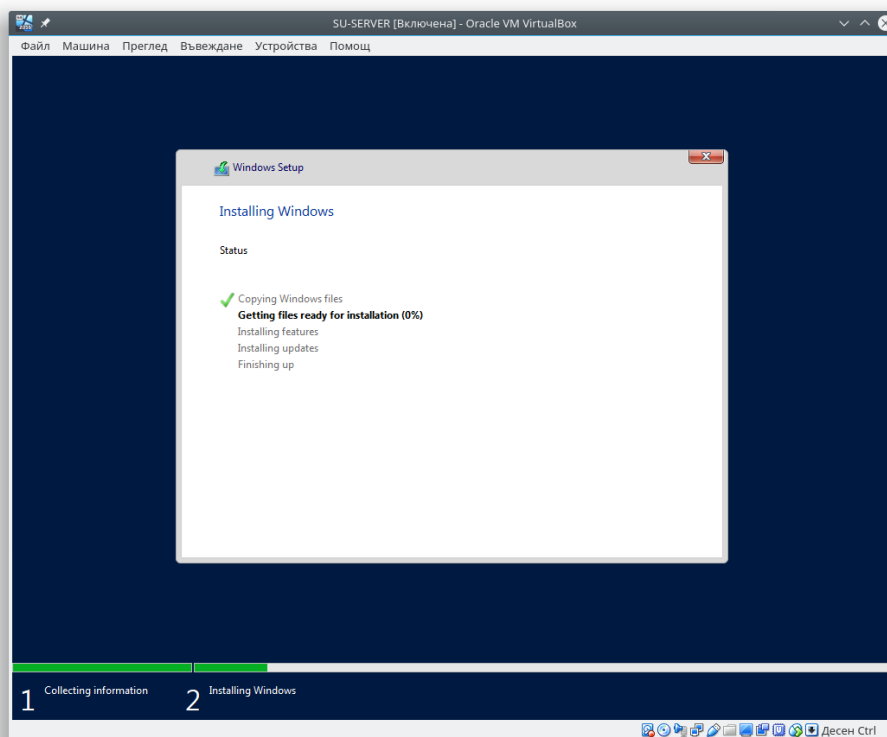 SU-SERVER [Включена] - Oracle VM VirtualBox
Файл Машина Преглед Въвеждане Устройства Помощ
Windows Setup
Installing Windows
Status
Copying Windows files
Getting files ready for installation (0%)
Installing features
Installing updates
Finishing up
1 Collecting information 2 Installing Windows
Десен Ctrl